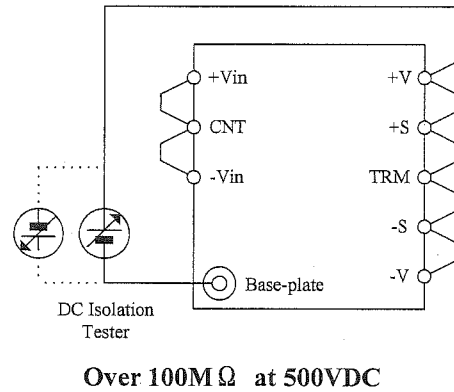 +Vin
+V
CNT
+S
-Vin
TRM
-S
-V
Base-plate
DC Isolation
Tester
Over 100MΩ at 500VDC